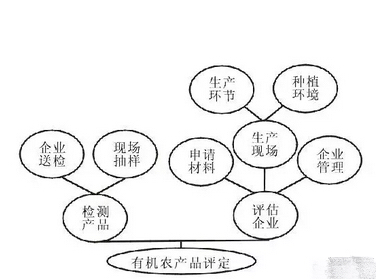 生产
环节
种植
环境
企业
送检
现场
抽样
申请
材料
生产
现场
企业
管理
检测
产品
评估
企业
有机农产品评定